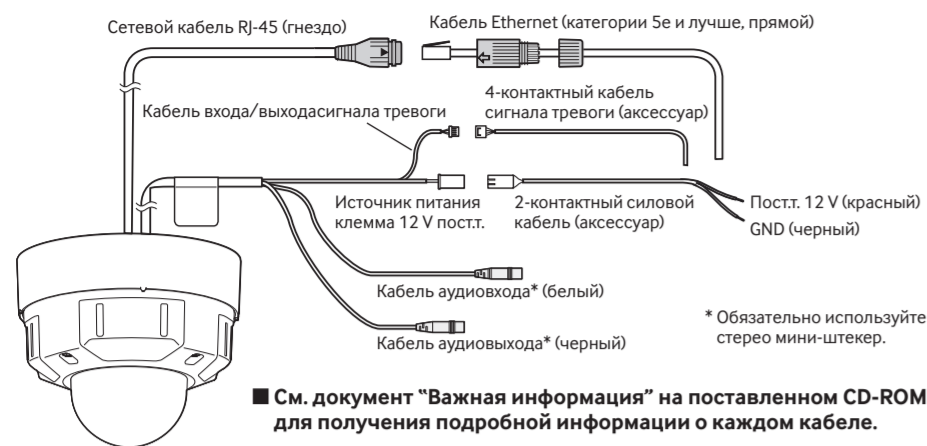 Сетевой кабель RJ-45 (гнездо)
Кабель Ethernet (категории 5e и лучше, прямой)
Кабель входа/выходасигнала тревоги
4-контактный кабель
сигнала тревоги (аксессуар)
Источник питания
клемма 12 V пост.т.
2-контактный силовой
кабель (аксессуар)
Пост.т. 12 V (красный)
GND (черный)
Кабель аудиовхода* (белый)
Кабель аудиовыхода* (черный)
* Обязательно используйте
стерео мини-штекер.
■ См. документ “Важная информация” на поставленном CD-ROM
для получения подробной информации о каждом кабеле.